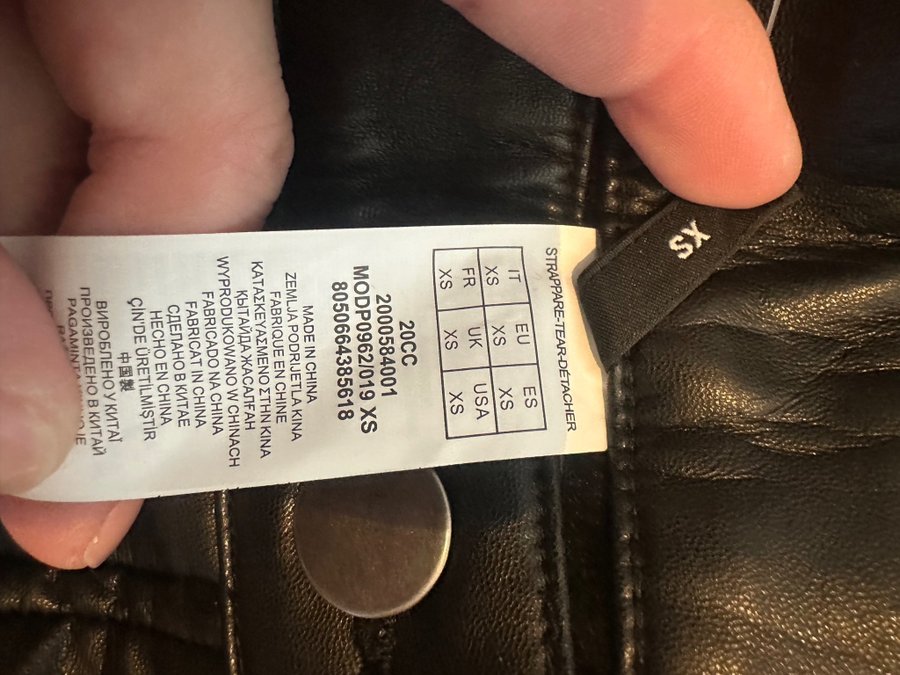 XS
STRAPPARE-TEAR-DÉTACHER
IT EU ES
XS XS XS
FR UK USA
XS XS XS
20CC
2000584001
MODP0962/019 XS
8050664385618
MADE IN CHINA
ZEMLJA PODRIJETLA KINA
FABRIQUE EN CHINE
ΚΑΤΑΣΚΕΥΑΣΜΕΝΟ ΣΤΗΝ ΚΙΝΑ
ҚЫТАЙДА ЖАСАЛҒАН
WYPRODUKOWANO W CHINACH
FABRICADO NA CHINA
FABRICAT IN CHINA
СДЕЛАНО В КИТАЕ
HECHO EN CHINA
ÇİN'DE ÜRETİLMİŞTİR
中国製
ВИРОБЛЕНО У КИТАЇ
ПРОИЗВЕДЕНО В КИТАЙ